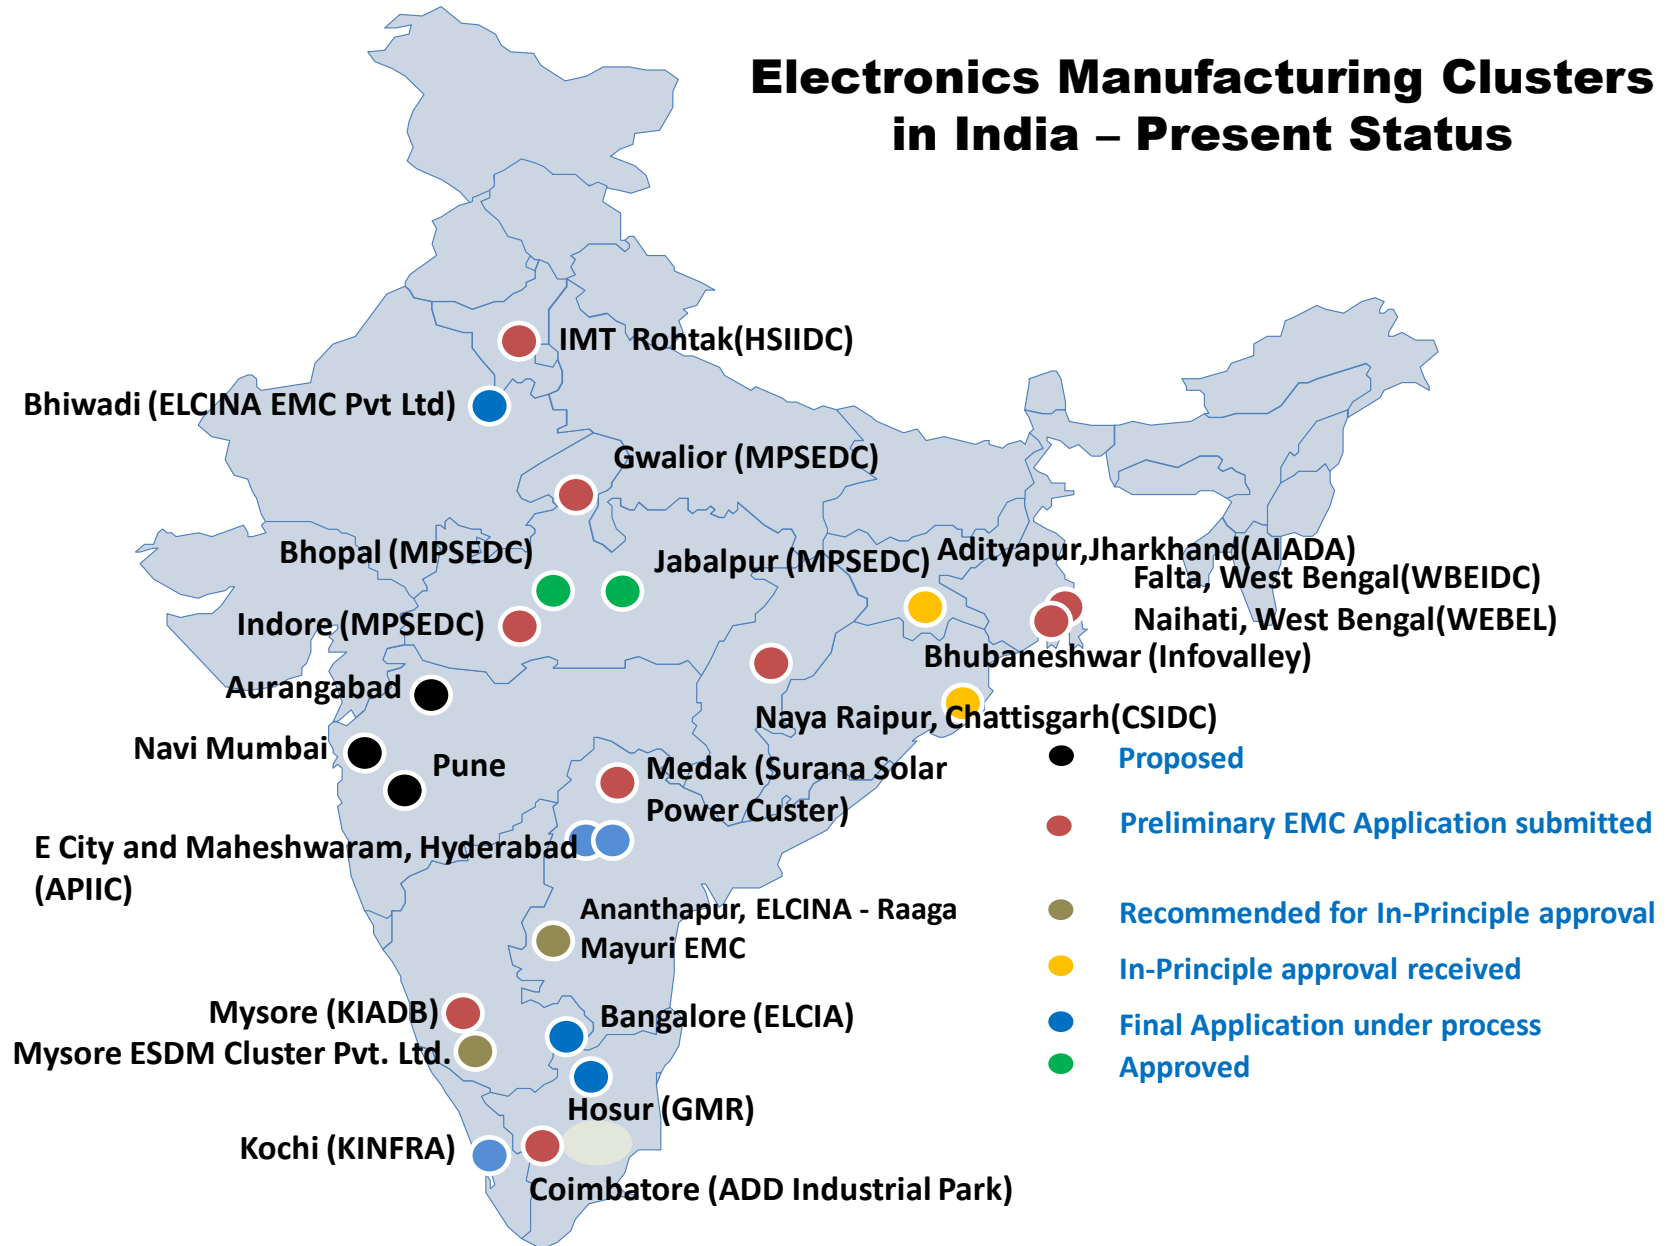 Electronics Manufacturing Clusters
in India – Present Status
IMT Rohtak(HSIIDC)
Bhiwadi (ELCINA EMC Pvt Ltd)
Gwalior (MPSEDC)
Bhopal (MPSEDC)
Jabalpur (MPSEDC)
Adityapur,Jharkhand(AIADA)
Falta, West Bengal(WBEIDC)
Naihati, West Bengal(WEBEL)
Indore (MPSEDC)
Bhubaneshwar (Infovalley)
Aurangabad
Naya Raipur, Chattisgarh(CSIDC)
Navi Mumbai
Pune
Medak (Surana Solar
Power Custer)
E City and Maheshwaram, Hyderabad
(APIIC)
Ananthapur, ELCINA - Raaga
Mayuri EMC
Mysore (KIADB)
Bangalore (ELCIA)
Mysore ESDM Cluster Pvt. Ltd.
Hosur (GMR)
Kochi (KINFRA)
Coimbatore (ADD Industrial Park)
Proposed
Preliminary EMC Application submitted
Recommended for In-Principle approval
In-Principle approval received
Final Application under process
Approved